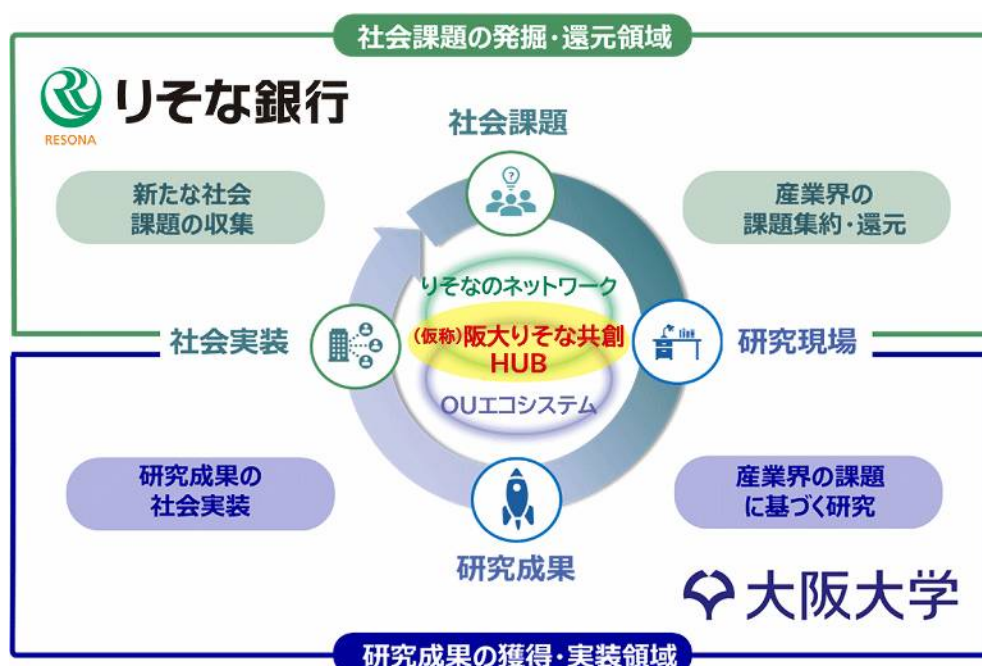 社会課題の発掘・還元領域
りそな銀行
RESONA
社会課題
新たな社会
課題の収集
産業界の
課題集約・還元
りそなのネットワーク
社会実装
(仮称)阪大りそな共創
HUB
研究現場
OUエコシステム
研究成果の
社会実装
産業界の課題
に基づく研究
研究成果
大阪大学
研究成果の獲得・実装領域